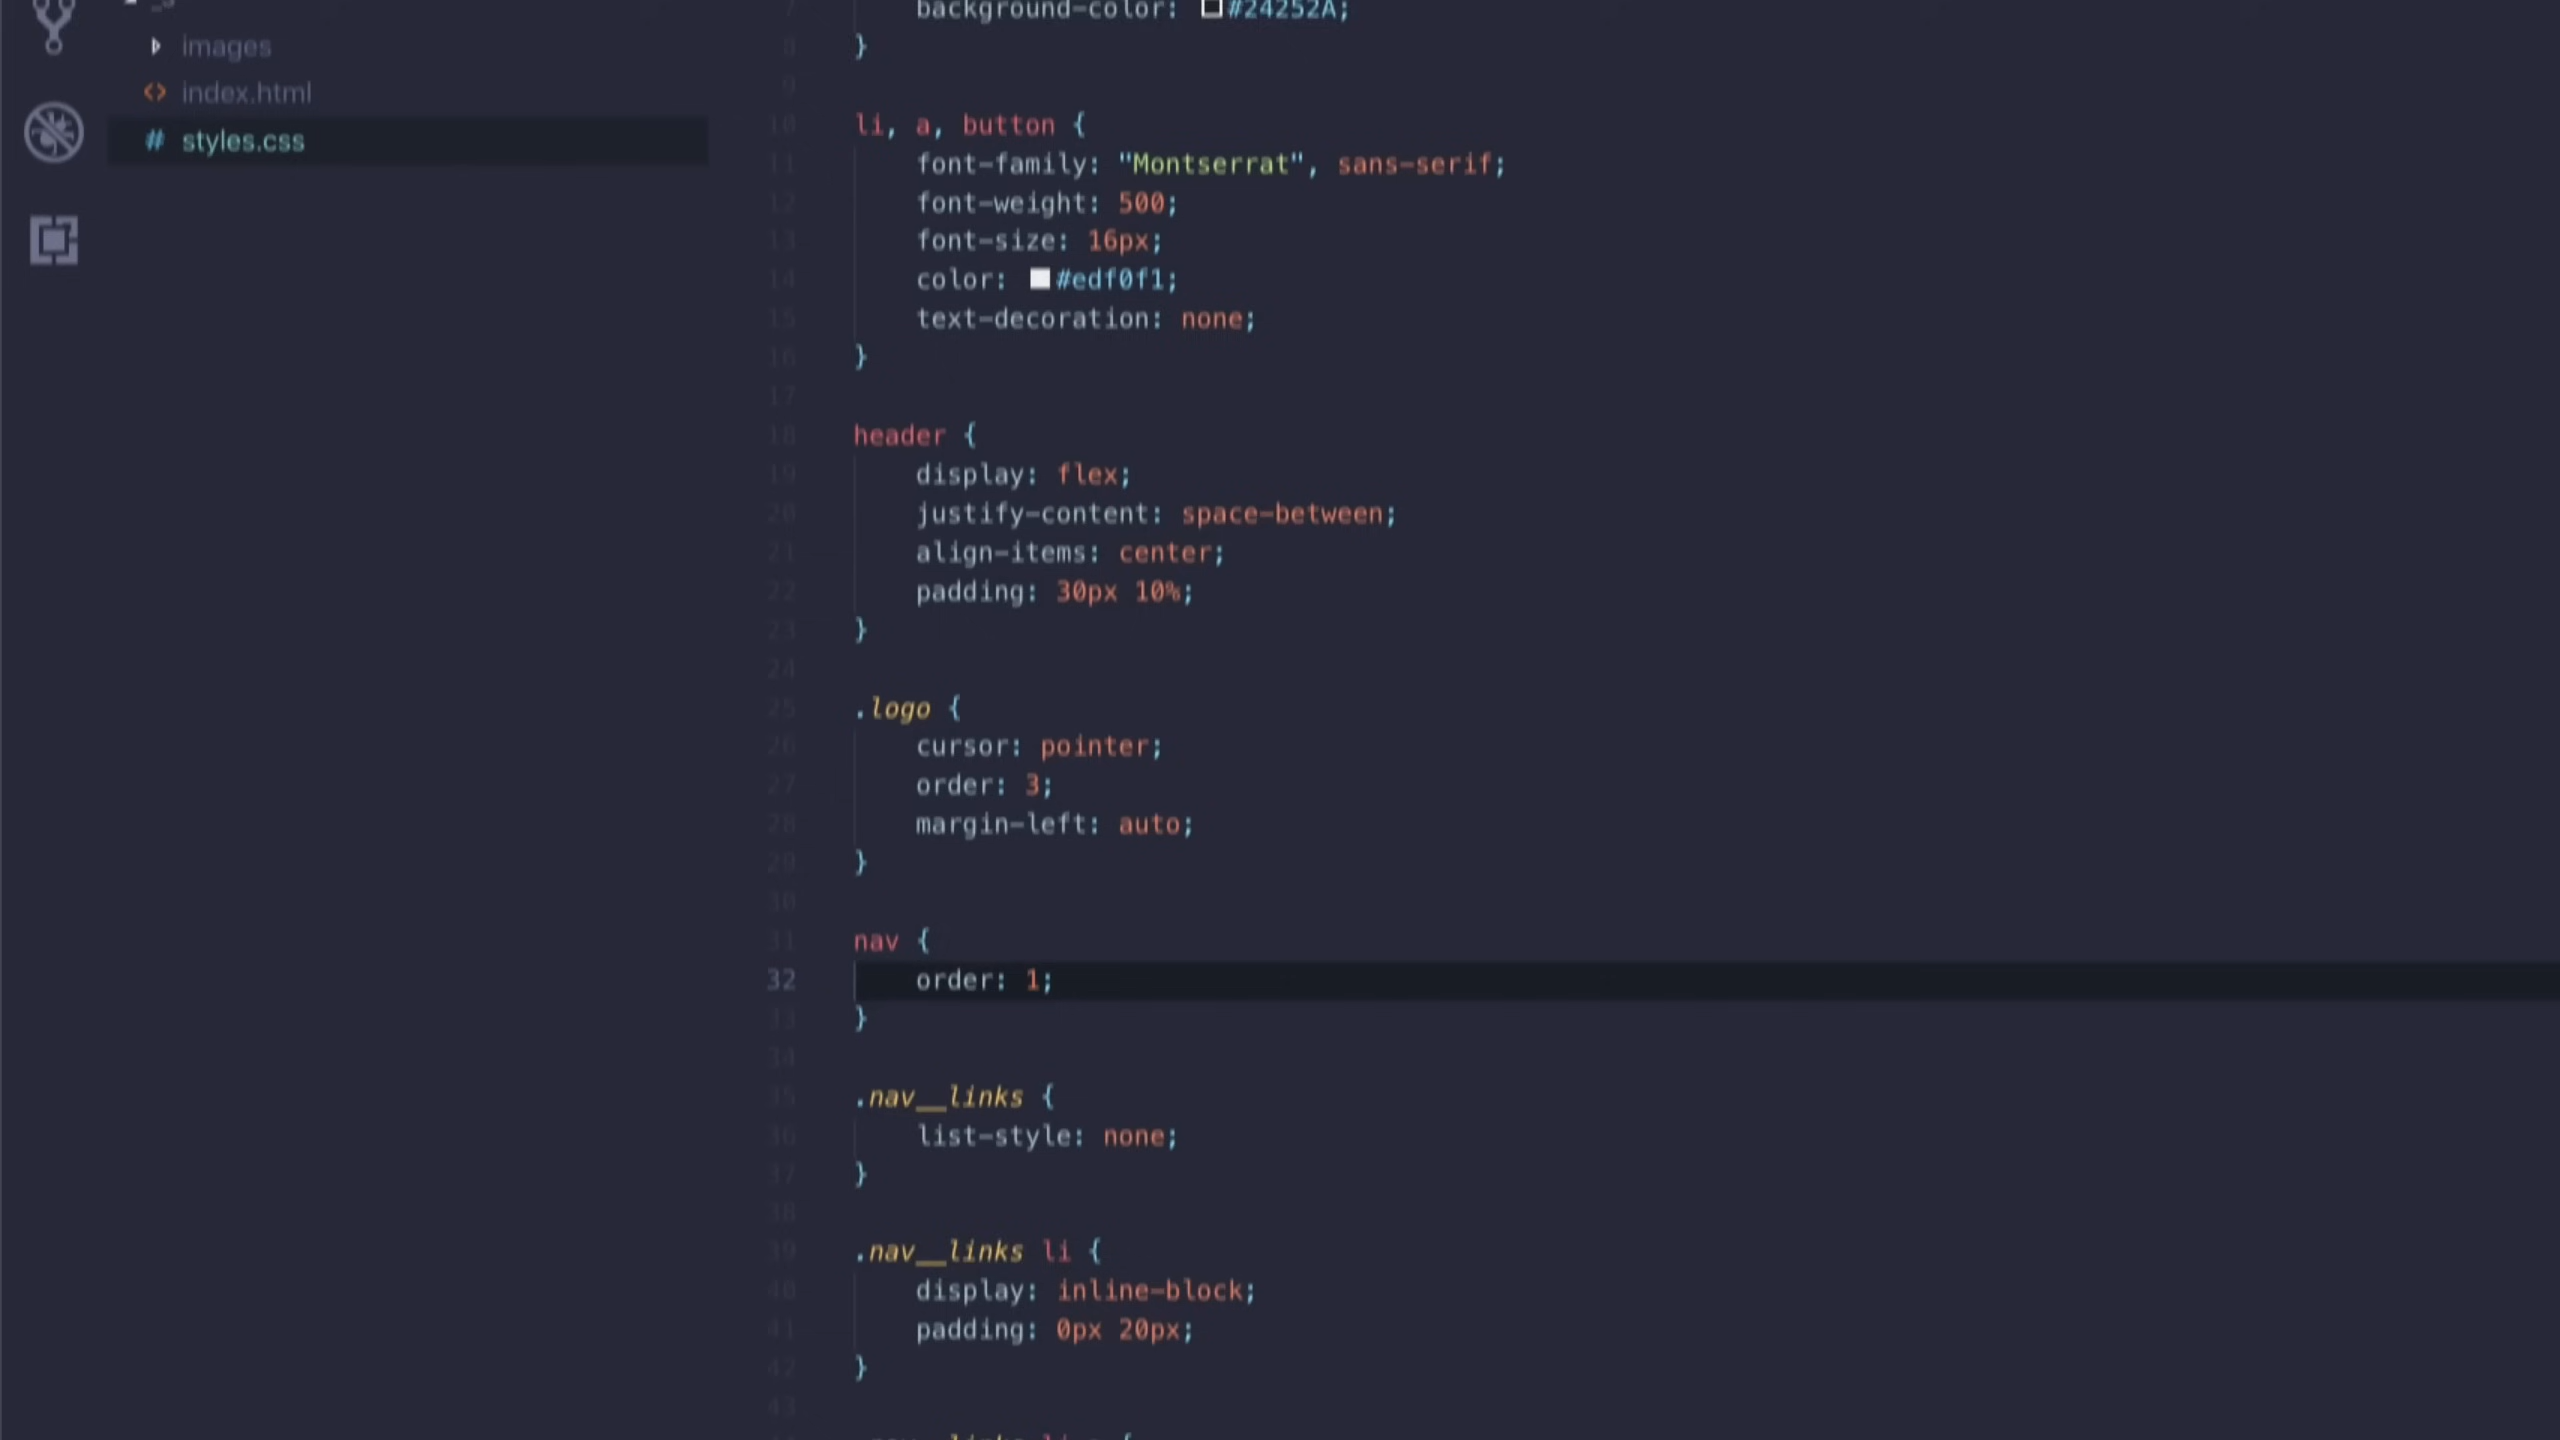 images
index.html
styles.css
background-color: #24252A;
}
li, a, button {
font-family: "Montserrat", sans-serif;
font-weight: 500;
font-size: 16px;
color: #edf0f1;
text-decoration: none;
}
header {
display: flex;
justify-content: space-between;
align-items: center;
padding: 30px 10%;
}
.logo {
cursor: pointer;
order: 3;
margin-left: auto;
}
nav {
32 order: 1;
}
.nav__links {
list-style: none;
}
.nav__links li {
display: inline-block;
padding: 0px 20px;
}